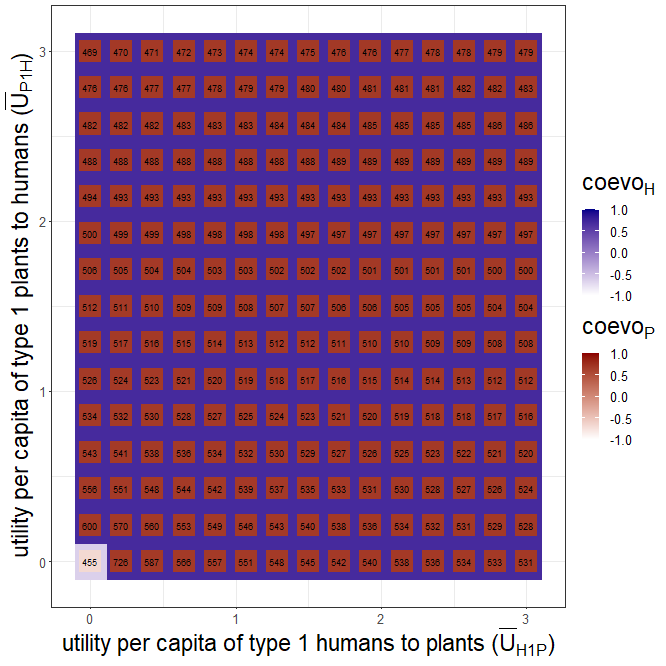 3
469 470 471 472 473 474 474 475 476 476 477 478 478 479 479
476 476 477 478 478 479 479 480 480 481 481 481 482 482 483
482 482 482 483 483 483 484 484 484 484 485 485 485 486 486
488 488 488 488 488 488 488 488 489 489 489 489 489 489 489
494 494 493 493 493 493 493 493 493 493 493 493 493 493 493
2
500 499 499 498 498 498 498 498 497 497 497 497 497 497 497
506 505 504 504 503 503 502 502 502 501 501 501 501 500 500
512 511 510 509 509 508 507 507 506 506 506 505 505 505 504
519 517 516 515 514 513 512 512 511 510 510 509 509 508 508
1
526 524 523 521 520 519 518 517 516 515 514 514 513 512 512
534 532 530 528 527 525 524 523 521 520 519 518 518 517 516
543 541 538 536 534 532 530 529 527 526 525 523 522 521 520
556 551 548 544 542 539 537 535 533 531 530 528 527 526 524
600 570 560 553 549 546 543 540 538 536 534 532 531 529 528
0
455 726 587 566 557 551 548 545 542 540 538 536 534 533 531
0 1 2 3
utility per capita of type 1 humans to plants (U̅H1P)
utility per capita of type 1 plants to humans (U̅P1H)
coevoH
1.0
0.5
0.0
-0.5
-1.0
coevoP
1.0
0.5
0.0
-0.5
-1.0